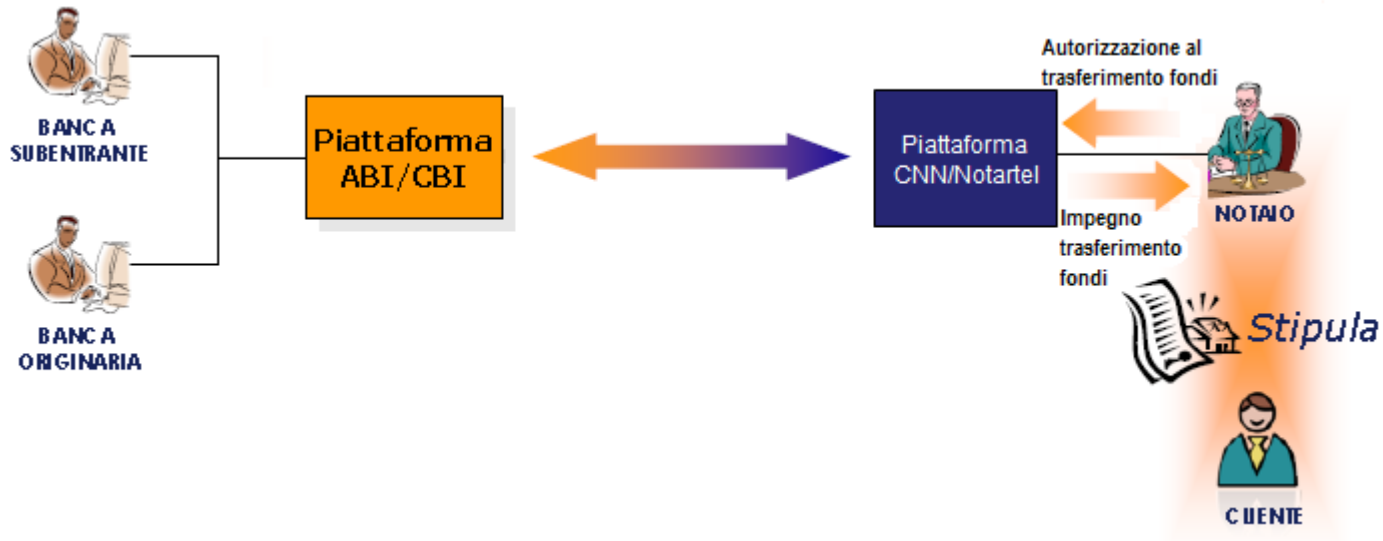 BANCA
SUBENTRANTE
BANCA
ORIGINARIA
Piattaforma
ABI/CBI
Piattaforma
CNN/Notartel
Autorizzazione al
trasferimento fondi
Impegno
trasferimento
fondi
NOTAIO
Stipula
CLIENTE